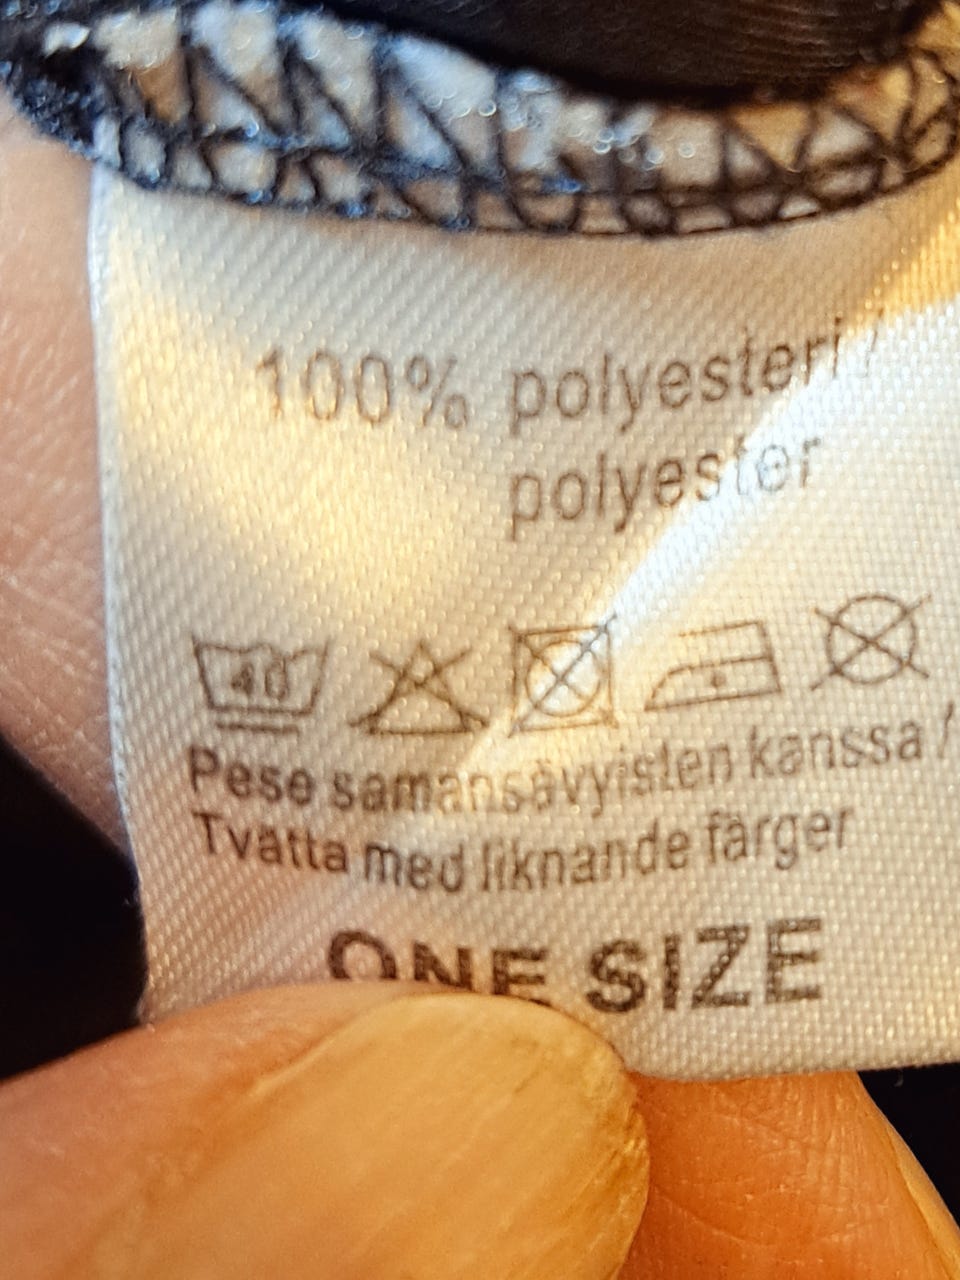 100% polyesteri /
polyester
40
Pese samansävyisten kanssa /
Tvätta med liknande färger
ONE SIZE